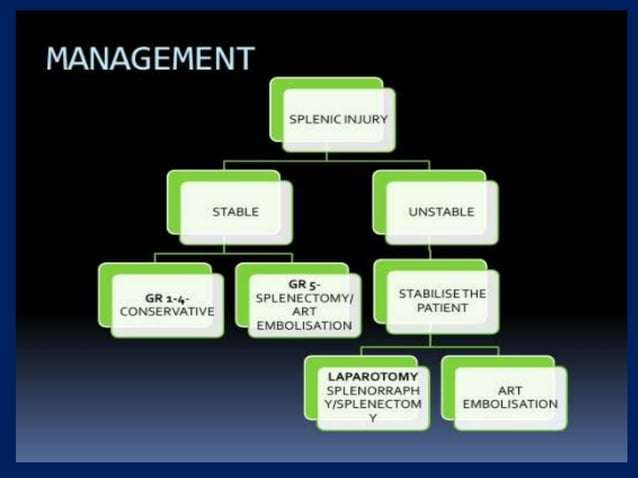 MANAGEMENT
SPLENIC INJURY
STABLE
UNSTABLE
GR 1-4-
CONSERVATIVE
GR 5-
SPLENECTOMY/
ART
EMBOLISATION
STABILISE THE
PATIENT
LAPAROTOMY
SPLENORRAPH
Y/SPLENECTOM
Y
ART
EMBOLISATION